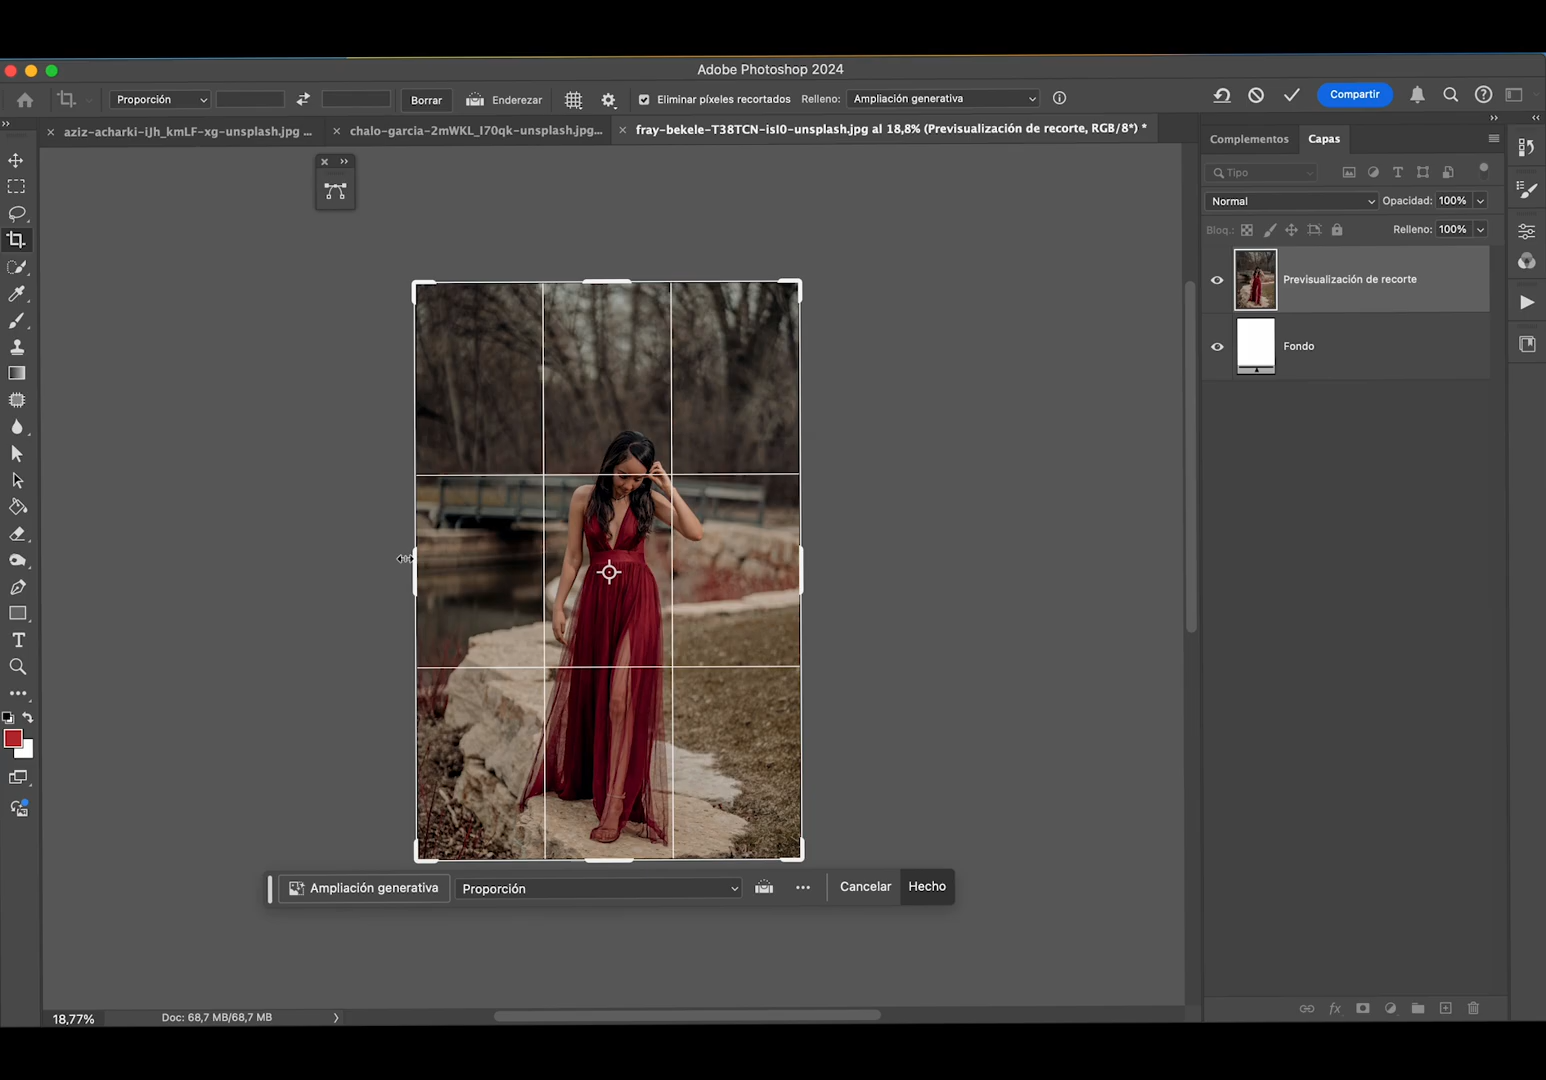 Adobe Photoshop 2024
Proporción
Borrar
Enderezar
Eliminar píxeles recortados
Relleno:
Ampliación generativa
Compartir
aziz-acharki-iJh_kmLF-xg-unsplash.jpg ...
chalo-garcia-2mWKL_I70qk-unsplash.jpg...
fray-bekele-T38TCN-isI0-unsplash.jpg al 18,8% (Previsualización de recorte, RGB/8*) *
Complementos
Capas
Tipo
Normal
Opacidad: 100%
Bloq.:
Relleno: 100%
Previsualización de recorte
Fondo
Ampliación generativa
Proporción
Cancelar
Hecho
18,77%
Doc: 68,7 MB/68,7 MB